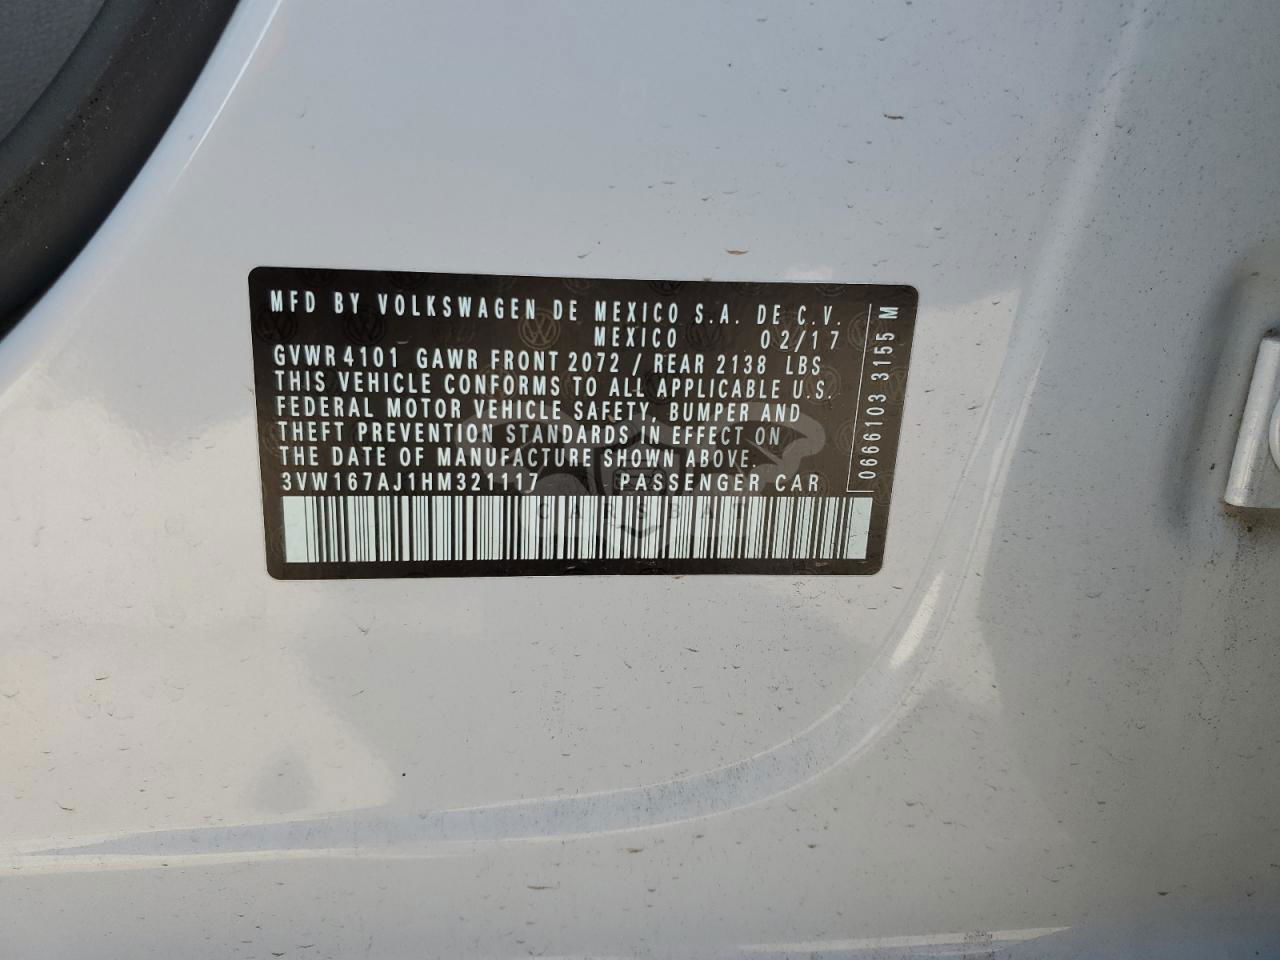 MFD BY VOLKSWAGEN DE MEXICO S.A. DE C.V.
MEXICO 02/17
GVWR 4101 GAWR FRONT 2072 / REAR 2138 LBS
THIS VEHICLE CONFORMS TO ALL APPLICABLE U.S.
FEDERAL MOTOR VEHICLE SAFETY, BUMPER AND
THEFT PREVENTION STANDARDS IN EFFECT ON
THE DATE OF MANUFACTURE SHOWN ABOVE.
3VW167AJ1HM321117 PASSENGER CAR
0666103 3155 M